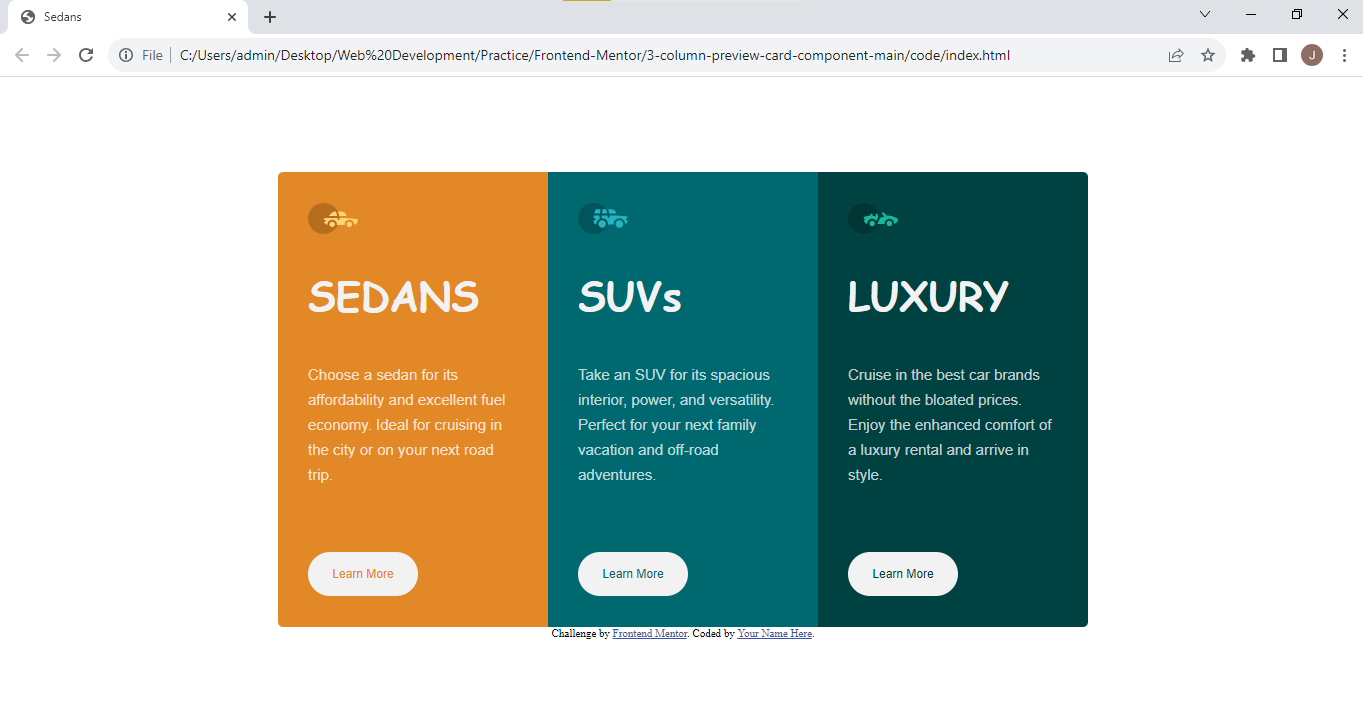 Sedans
File
C:/Users/admin/Desktop/Web%20Development/Practice/Frontend-Mentor/3-column-preview-card-component-main/code/index.html
J
SEDANS
Choose a sedan for its
affordability and excellent fuel
economy. Ideal for cruising in
the city or on your next road
trip.
Learn More
SUVs
Take an SUV for its spacious
interior, power, and versatility.
Perfect for your next family
vacation and off-road
adventures.
Learn More
LUXURY
Cruise in the best car brands
without the bloated prices.
Enjoy the enhanced comfort of
a luxury rental and arrive in
style.
Learn More
Challenge by Frontend Mentor. Coded by Your Name Here.